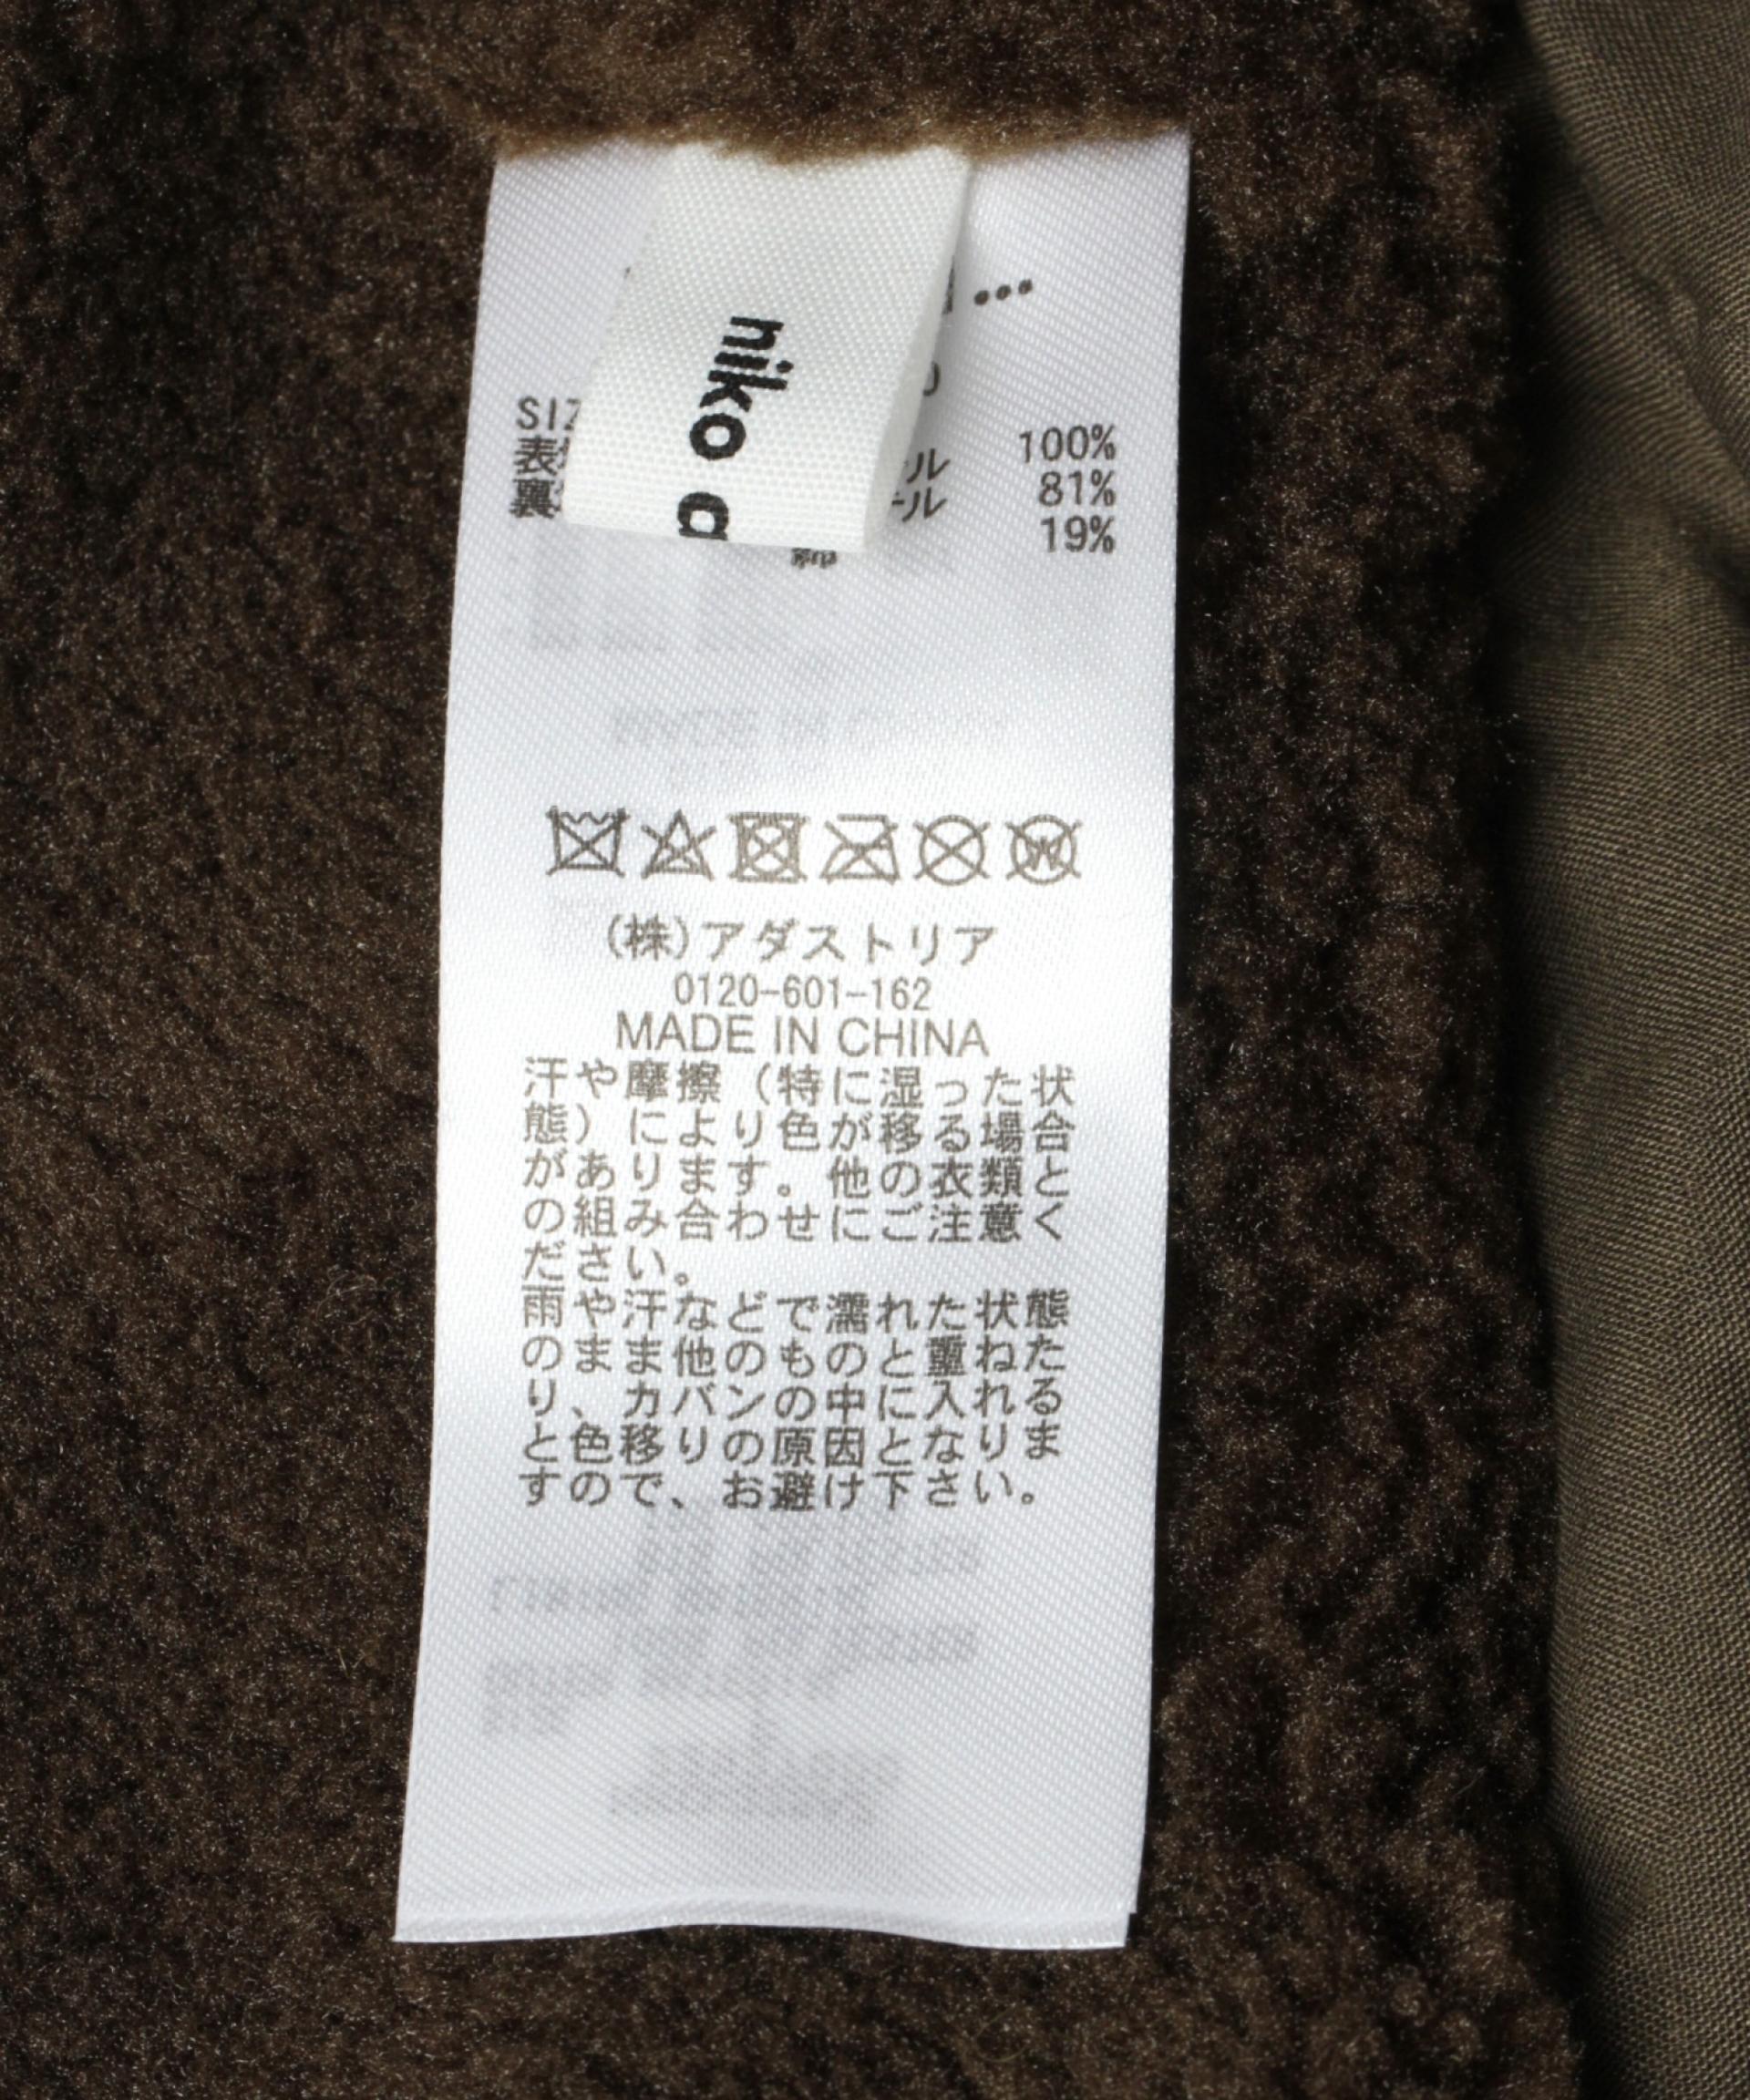 niko a
SIZ
表
裏
ル
100%
ール
81%
19%
(株)アダストリア
0120-601-162
MADE IN CHINA
汗や摩擦（特に湿った状
態）により色が移る場合
があります。他の衣類と
の組み合わせにご注意く
ださい。
雨や汗などで濡れた状態
のまま他のものと重ねた
り、カバンの中に入れる
と色移りの原因となりま
すので、お避け下さい。